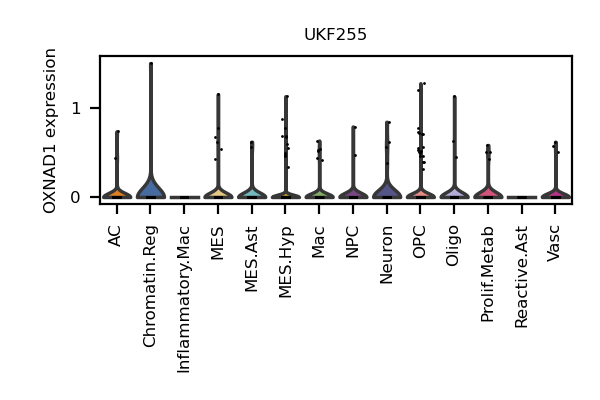 UKF255
OXNAD1 expression
1
0
AC
Chromatin.Reg
Inflammatory.Mac
MES
MES.Ast
MES.Hyp
Mac
NPC
Neuron
OPC
Oligo
Prolif.Metab
Reactive.Ast
Vasc